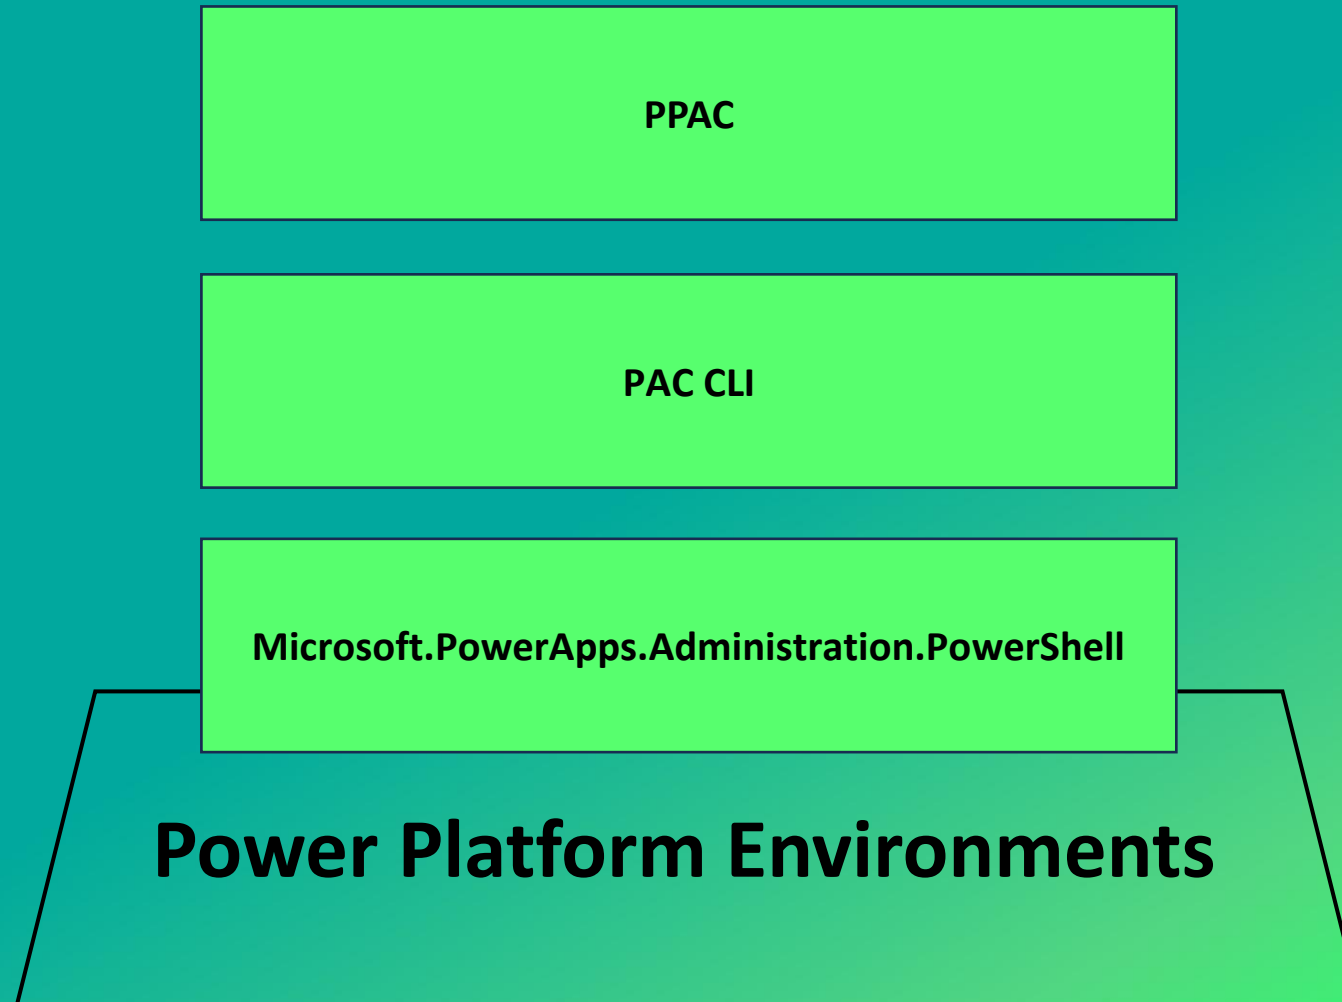 PPAC
PAC CLI
Microsoft.PowerApps.Administration.PowerShell
Power Platform Environments